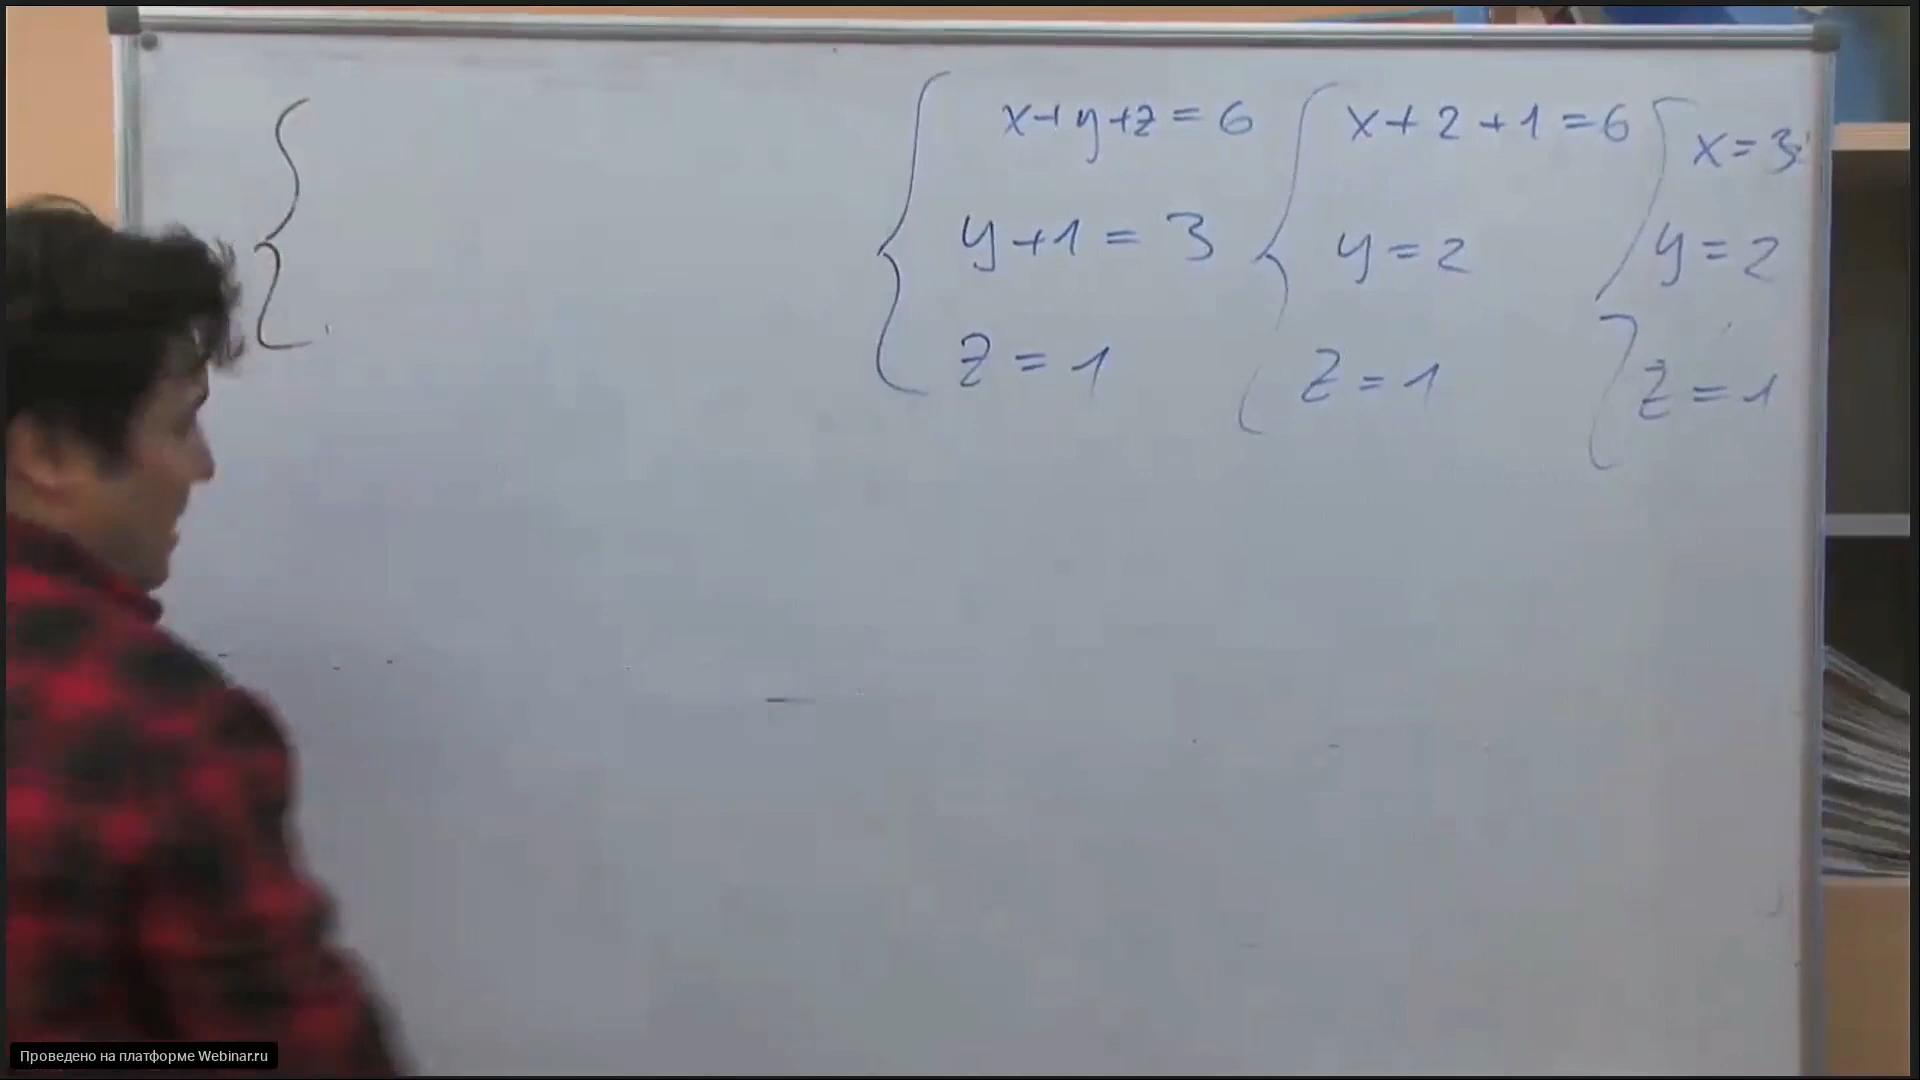 x+y+z=6
y+1=3
z=1
x+2+1=6
y=2
z=1
x=3
y=2
z=1
Проведено на платформе Webinar.ru